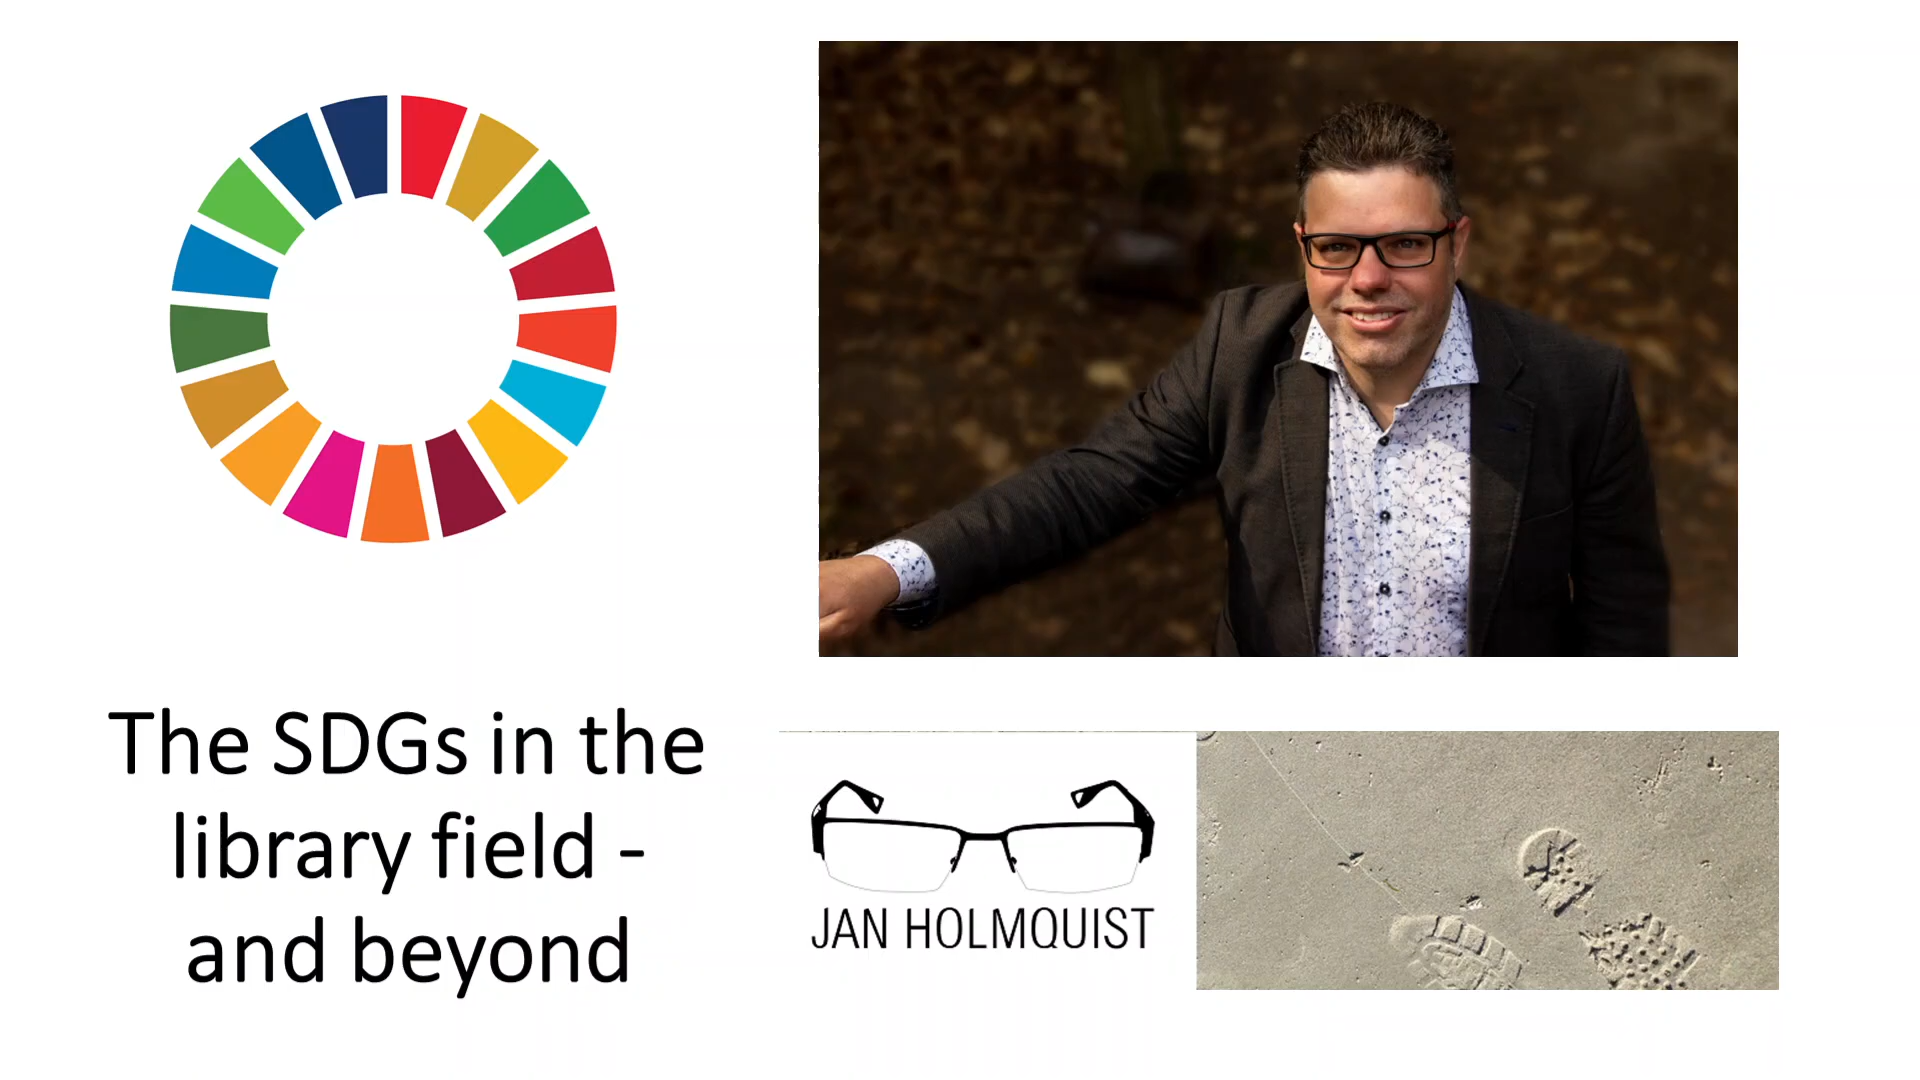 The SDGs in the
library field -
and beyond
JAN HOLMQUIST